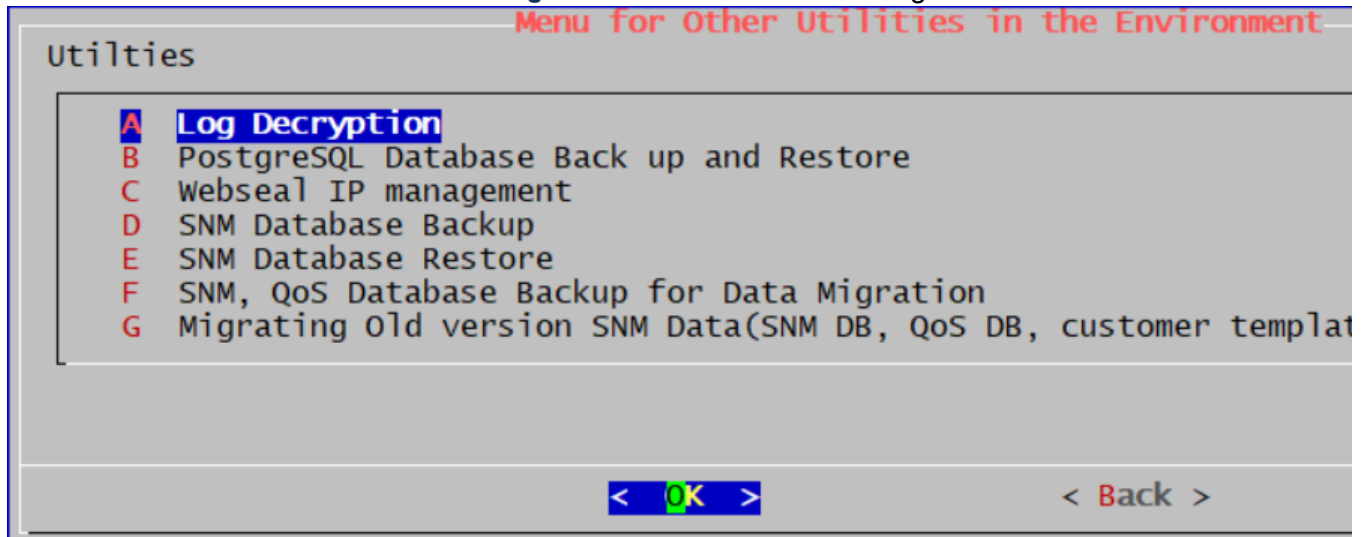 Menu for Other Utilities in the Environment
Utilties
A Log Decryption
B PostgreSQL Database Back up and Restore
C Webseal IP management
D SNM Database Backup
E SNM Database Restore
F SNM, QoS Database Backup for Data Migration
G Migrating Old version SNM Data(SNM DB, QoS DB, customer templat
< OK > < Back >